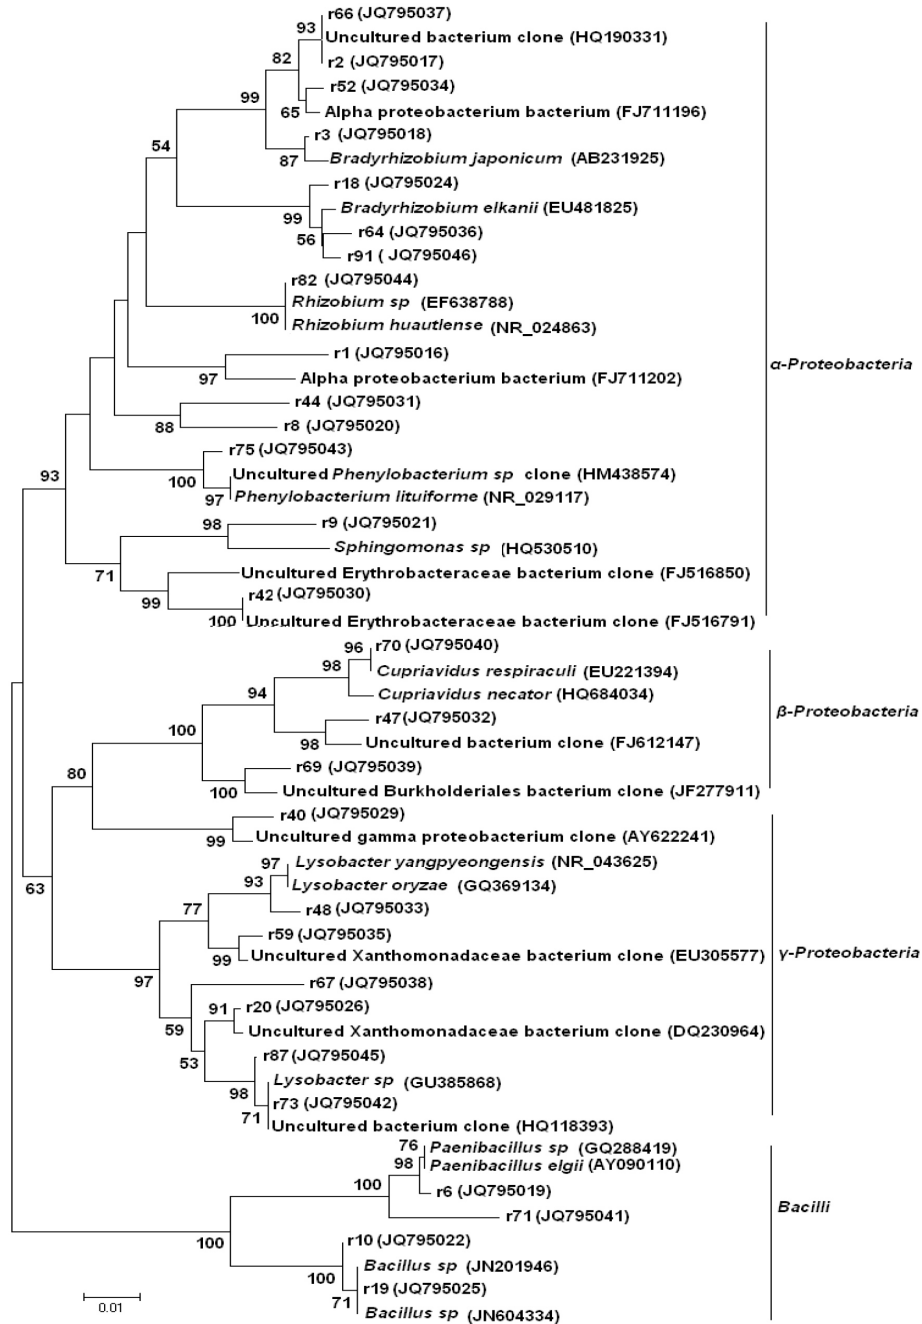 r66 (JQ795037)
93
Uncultured bacterium clone (HQ190331)
82
r2 (JQ795017)
r52 (JQ795034)
99
65
Alpha proteobacterium bacterium (FJ711196)
r3 (JQ795018)
54
87
Bradyrhizobium japonicum (AB231925)
r18 (JQ795024)
Bradyrhizobium elkanii (EU481825)
99
r64 (JQ795036)
56
r91 ( JQ795046)
r82 (JQ795044)
Rhizobium sp (EF638788)
100
Rhizobium huautlense (NR_024863)
r1 (JQ795016)
α-Proteobacteria
97
Alpha proteobacterium bacterium (FJ711202)
r44 (JQ795031)
88
r8 (JQ795020)
r75 (JQ795043)
93
100
Uncultured Phenylobacterium sp clone (HM438574)
97
Phenylobacterium lituiforme (NR_029117)
98
r9 (JQ795021)
Sphingomonas sp (HQ530510)
71
Uncultured Erythrobacteraceae bacterium clone (FJ516850)
99
r42 (JQ795030)
100
Uncultured Erythrobacteraceae bacterium clone (FJ516791)
96
r70 (JQ795040)
98
Cupriavidus respiraculi (EU221394)
94
Cupriavidus necator (HQ684034)
β-Proteobacteria
r47 (JQ795032)
100
98
Uncultured bacterium clone (FJ612147)
r69 (JQ795039)
80
100
Uncultured Burkholderiales bacterium clone (JF277911)
r40 (JQ795029)
99
Uncultured gamma proteobacterium clone (AY622241)
97
Lysobacter yangpyeongensis (NR_043625)
63
93
Lysobacter oryzae (GQ369134)
77
r48 (JQ795033)
r59 (JQ795035)
99
Uncultured Xanthomonadaceae bacterium clone (EU305577)
γ-Proteobacteria
97
r67 (JQ795038)
91
r20 (JQ795026)
59
Uncultured Xanthomonadaceae bacterium clone (DQ230964)
53
r87 (JQ795045)
98
Lysobacter sp (GU385868)
r73 (JQ795042)
71
Uncultured bacterium clone (HQ118393)
76
Paenibacillus sp (GQ288419)
98
Paenibacillus elgii (AY090110)
100
r6 (JQ795019)
Bacilli
r71 (JQ795041)
100
r10 (JQ795022)
100
Bacillus sp (JN201946)
r19 (JQ795025)
71
Bacillus sp (JN604334)
0.01